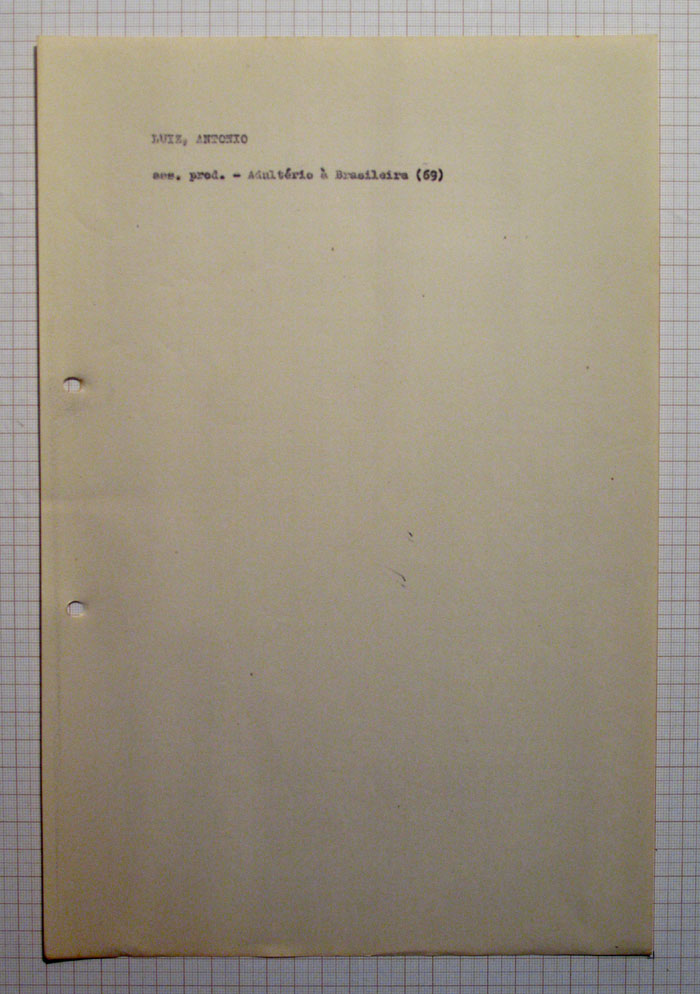 LUIZ, ANTONIO
ass. prod. - Adultério à Brasileira (69)